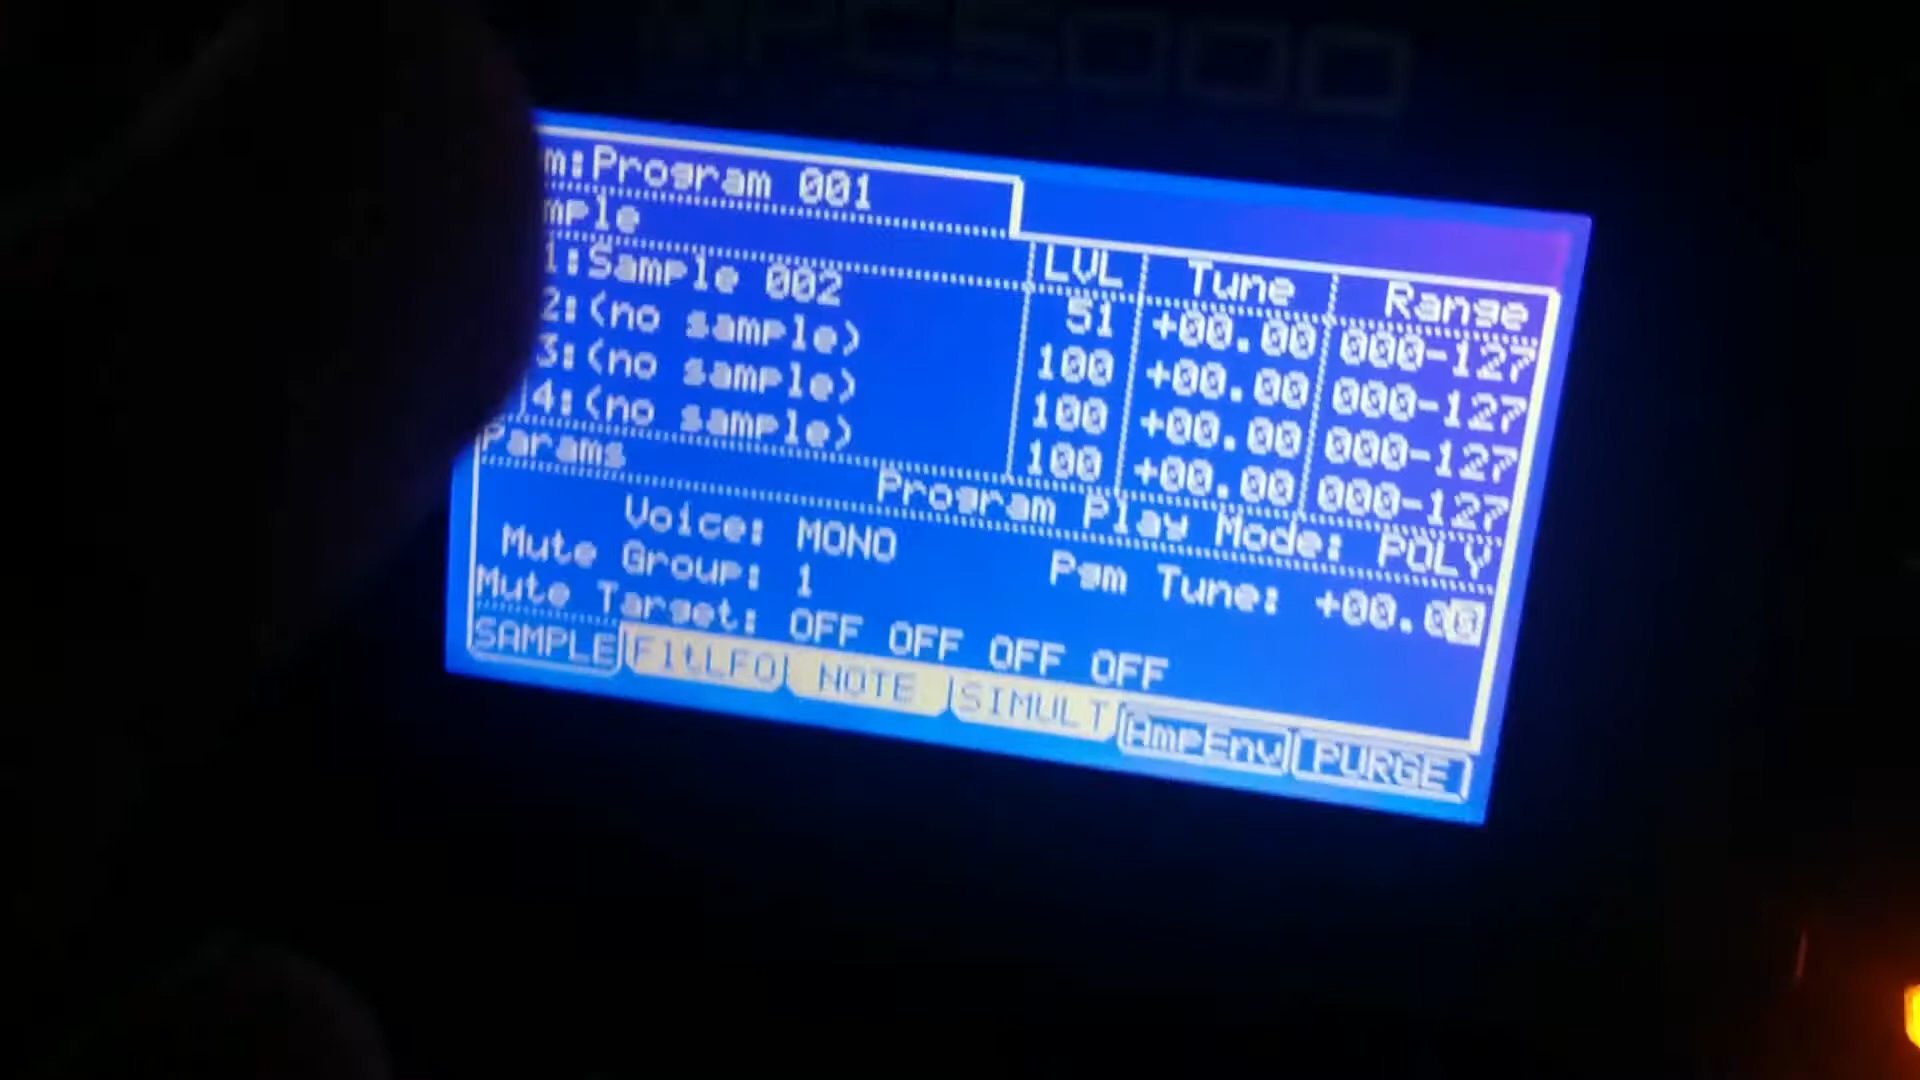 MPC5000
m:Program 001
mple LVL Tune Range
1:Sample 002 51 +00.00 000-127
2:(no sample) 100 +00.00 000-127
3:(no sample) 100 +00.00 000-127
4:(no sample) 100 +00.00 000-127
Params Program Play Mode: POLY
Voice: MONO Pgm Tune: +00.00
Mute Group: 1
Mute Target: OFF OFF OFF OFF
SAMPLE FltLFO NOTE SIMULT AmpEnv PURGE